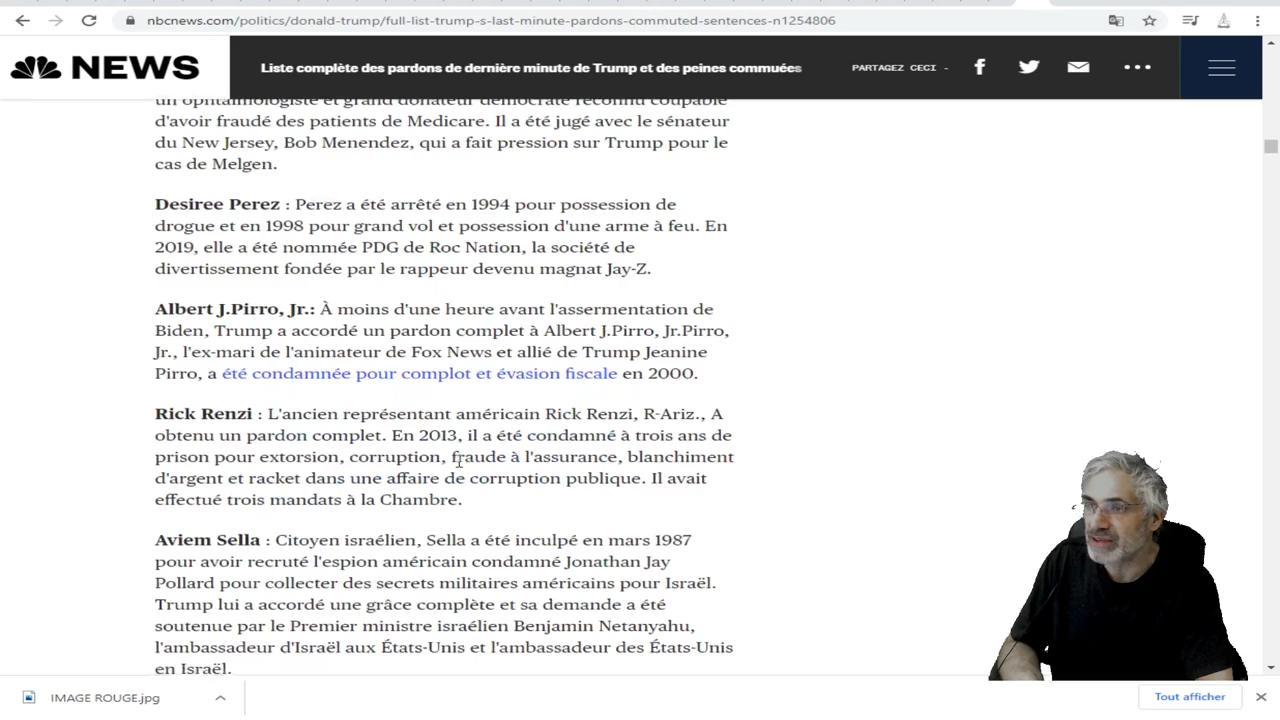 nbcnews.com/politics/donald-trump/full-list-trump-s-last-minute-pardons-commuted-sentences-n1254806
NEWS
Liste complète des pardons de dernière minute de Trump et des peines commuées
PARTAGEZ CECI -
un ophtalmologiste et grand donateur démocrate reconnu coupable
d'avoir fraudé des patients de Medicare. Il a été jugé avec le sénateur
du New Jersey, Bob Menendez, qui a fait pression sur Trump pour le
cas de Melgen.
Desiree Perez : Perez a été arrêté en 1994 pour possession de
drogue et en 1998 pour grand vol et possession d'une arme à feu. En
2019, elle a été nommée PDG de Roc Nation, la société de
divertissement fondée par le rappeur devenu magnat Jay-Z.
Albert J.Pirro, Jr.: À moins d'une heure avant l'assermentation de
Biden, Trump a accordé un pardon complet à Albert J.Pirro, Jr.Pirro,
Jr., l'ex-mari de l'animateur de Fox News et allié de Trump Jeanine
Pirro, a été condamnée pour complot et évasion fiscale en 2000.
Rick Renzi : L'ancien représentant américain Rick Renzi, R-Ariz., A
obtenu un pardon complet. En 2013, il a été condamné à trois ans de
prison pour extorsion, corruption, fraude à l'assurance, blanchiment
d'argent et racket dans une affaire de corruption publique. Il avait
effectué trois mandats à la Chambre.
Aviem Sella : Citoyen israélien, Sella a été inculpé en mars 1987
pour avoir recruté l'espion américain condamné Jonathan Jay
Pollard pour collecter des secrets militaires américains pour Israël.
Trump lui a accordé une grâce complète et sa demande a été
soutenue par le Premier ministre israélien Benjamin Netanyahu,
l'ambassadeur d'Israël aux États-Unis et l'ambassadeur des États-Unis
en Israël.
IMAGE ROUGE.jpg
Tout afficher